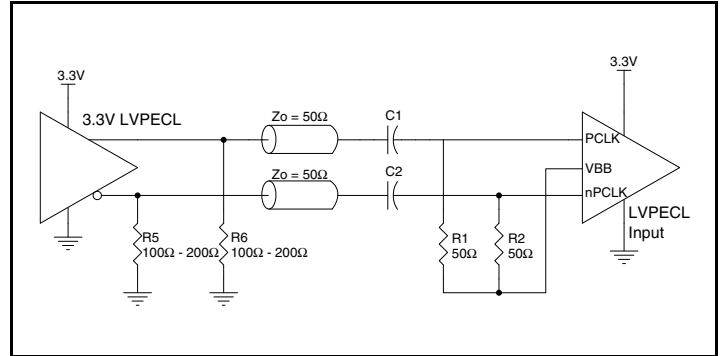 3.3V
3.3V LVPECL
Zo = 50Ω
C1
3.3V
PCLK
Zo = 50Ω
C2
VBB
nPCLK
LVPECL
Input
R5
100Ω - 200Ω
R6
100Ω - 200Ω
R1
50Ω
R2
50Ω